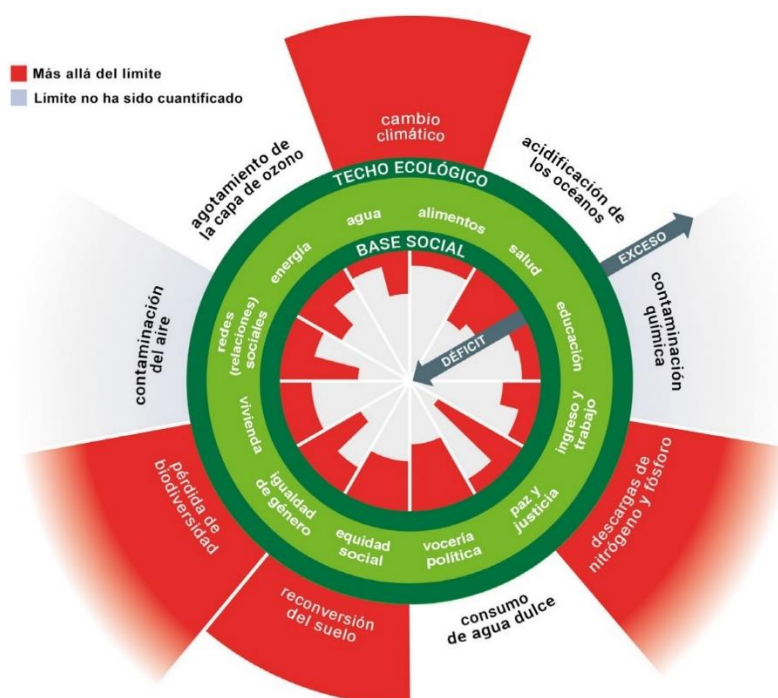 Más allá del límite
Límite no ha sido cuantificado
cambio
climático
agotamiento de
la capa de ozono
acidificación de
los océanos
TECHO ECOLÓGICO
EXCESO
agua
alimentos
energía
salud
BASE SOCIAL
redes
(relaciones)
sociales
educación
DÉFICIT
contaminación
del aire
contaminación
química
vivienda
ingreso y
trabajo
igualdad
de género
paz y
justicia
equidad
social
vocería
política
pérdida de
biodiversidad
descargas de
nitrógeno y fósforo
reconversión
del suelo
consumo
de agua dulce